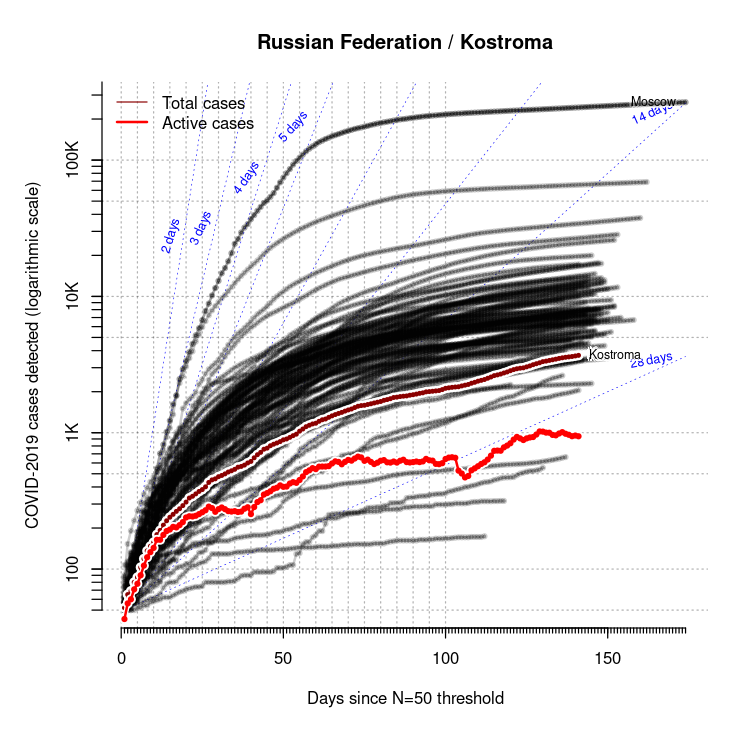 Russian Federation / Kostroma
Total cases
Active cases
Moscow
14 days
5 days
4 days
3 days
2 days
Kostroma
28 days
COVID-2019 cases detected (logarithmic scale)
100K
10K
1K
100
0 50 100 150
Days since N=50 threshold